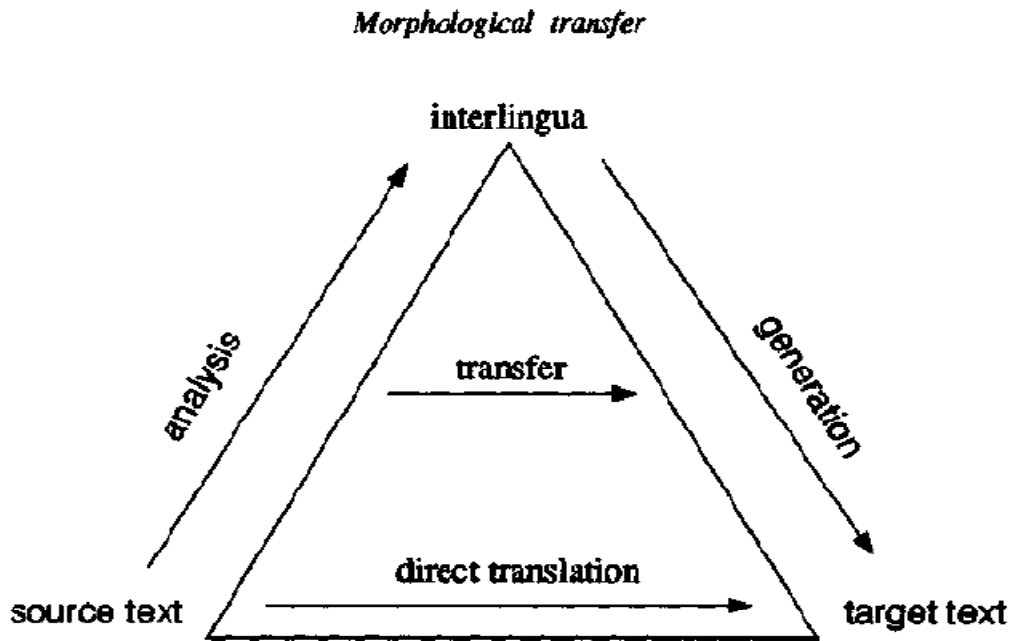 Morphological transfer
interlingua
analysis
transfer
generation
direct translation
source text
target text